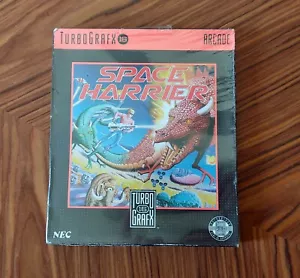 TURBOGRAFX 16
ARCADE
SPACE
HARRIER
TURBO
GRAFX
NEC